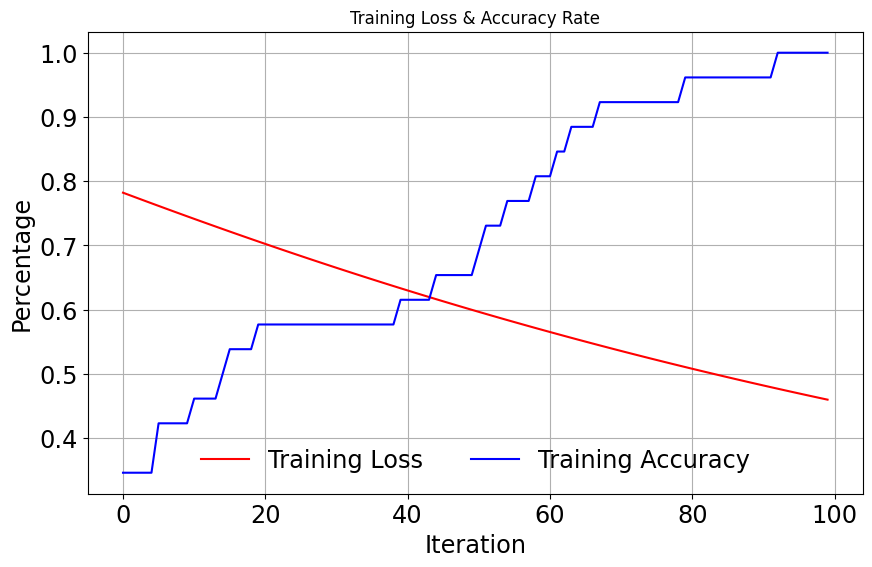 Training Loss & Accuracy Rate
1.0
0.9
0.8
0.7
0.6
0.5
0.4
Percentage
Training Loss Training Accuracy
0 20 40 60 80 100
Iteration